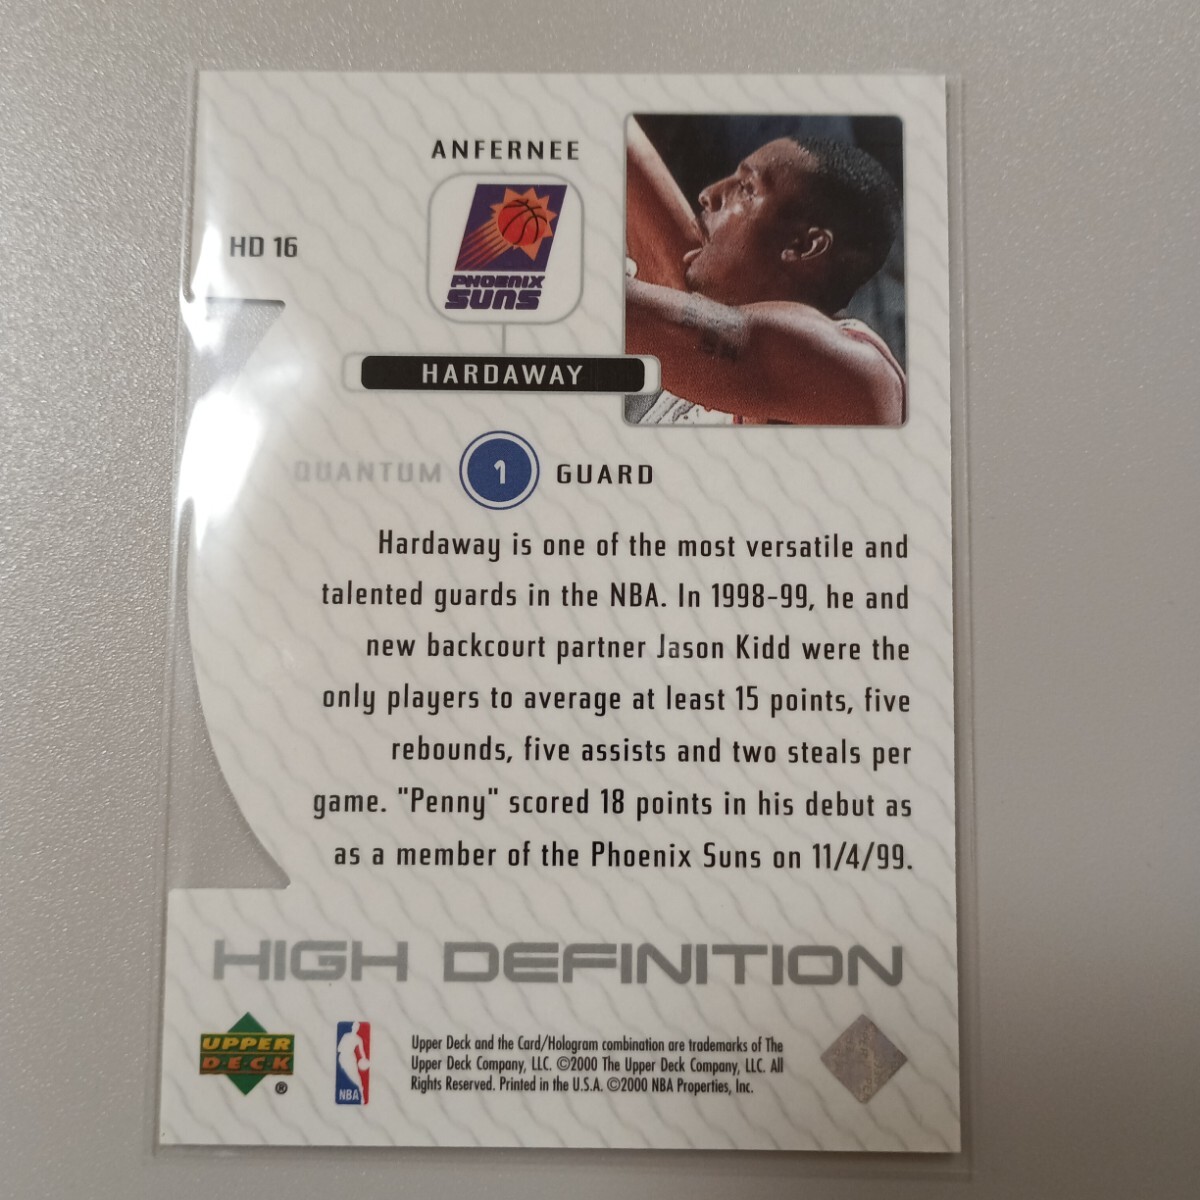 ANFERNEE
HD 16
PHOENIX
SUNS
HARDAWAY
QUANTUM 1 GUARD
Hardaway is one of the most versatile and
talented guards in the NBA. In 1998-99, he and
new backcourt partner Jason Kidd were the
only players to average at least 15 points, five
rebounds, five assists and two steals per
game. "Penny" scored 18 points in his debut as
as a member of the Phoenix Suns on 11/4/99.
HIGH DEFINITION
UPPER
D·E·C·K
®
NBA
Upper Deck and the Card/Hologram combination are trademarks of The
Upper Deck Company, LLC. ©2000 The Upper Deck Company, LLC. All
Rights Reserved. Printed in the U.S.A. ©2000 NBA Properties, Inc.